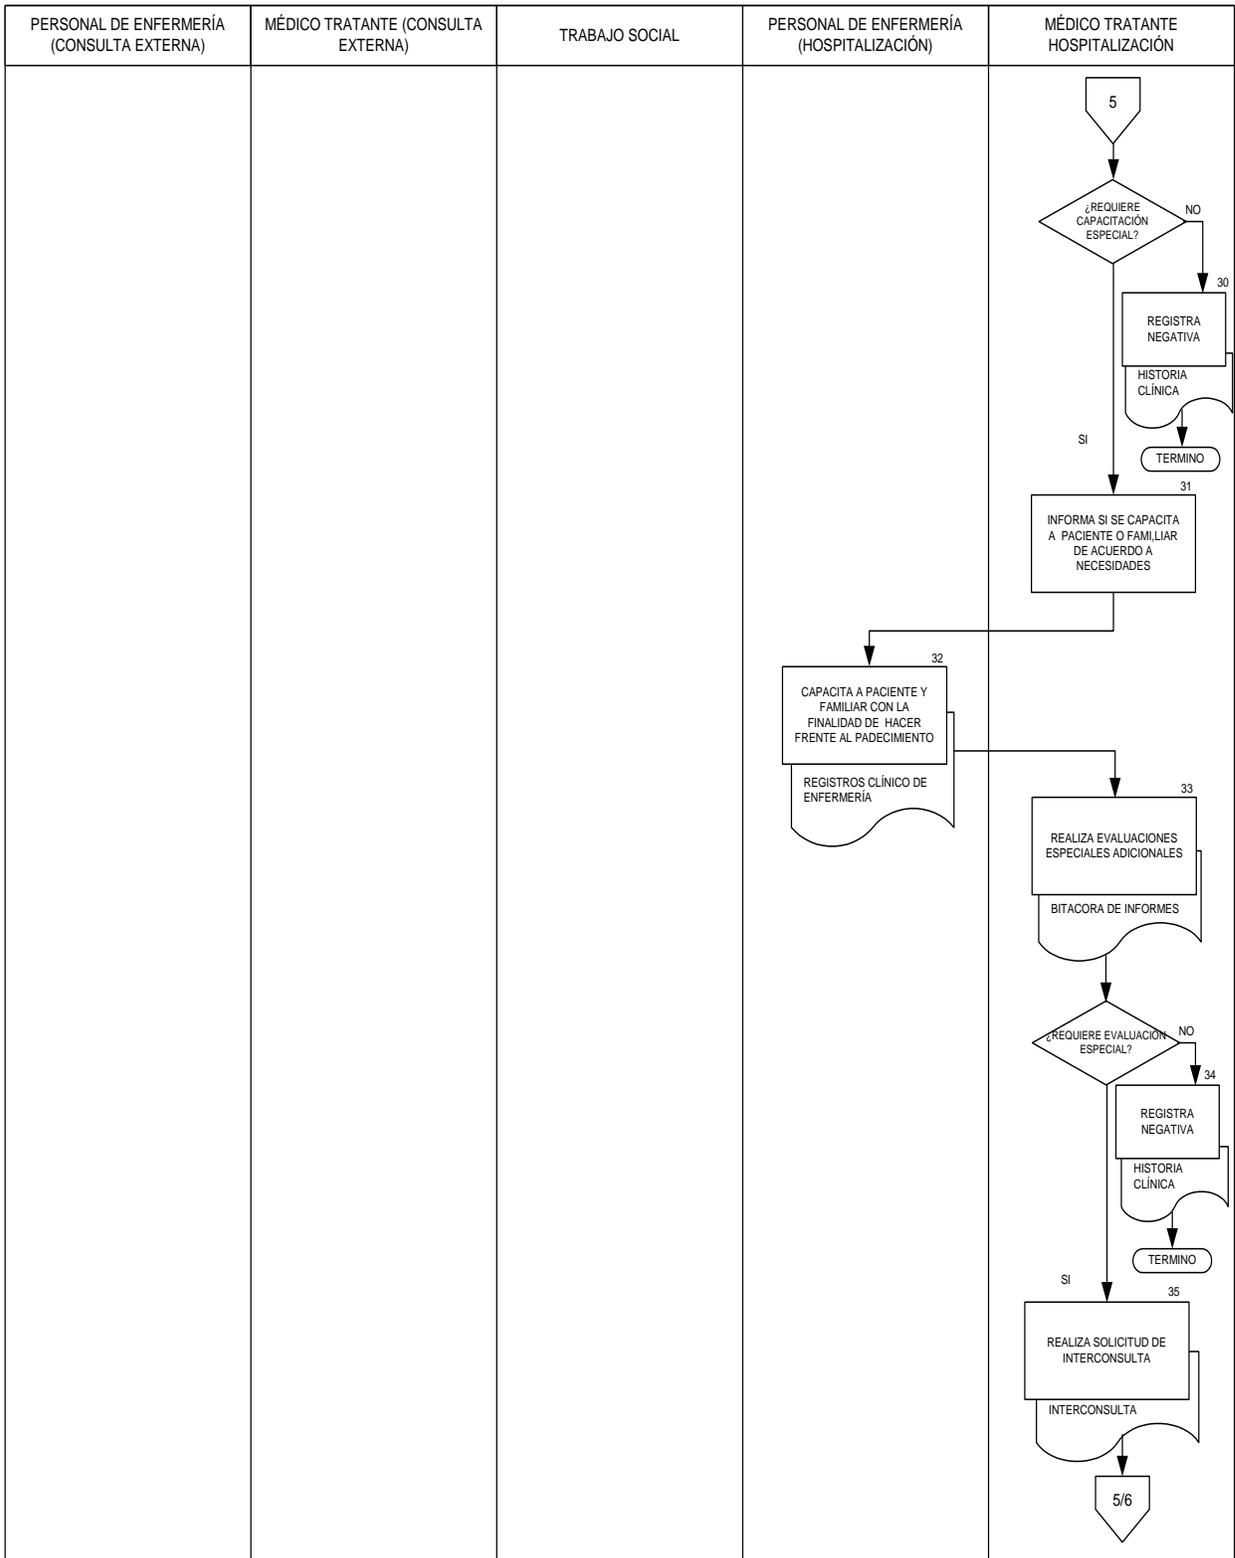 PERSONAL DE ENFERMERÍA
(CONSULTA EXTERNA)
MÉDICO TRATANTE (CONSULTA
EXTERNA)
TRABAJO SOCIAL
PERSONAL DE ENFERMERÍA
(HOSPITALIZACIÓN)
MÉDICO TRATANTE
HOSPITALIZACIÓN
5
¿REQUIERE
CAPACITACIÓN
ESPECIAL?
NO
30
REGISTRA
NEGATIVA
HISTORIA
CLÍNICA
TERMINO
SI
31
INFORMA SI SE CAPACITA
A PACIENTE O FAMI,LIAR
DE ACUERDO A
NECESIDADES
32
CAPACITA A PACIENTE Y
FAMILIAR CON LA
FINALIDAD DE HACER
FRENTE AL PADECIMIENTO
REGISTROS CLÍNICO DE
ENFERMERÍA
33
REALIZA EVALUACIONES
ESPECIALES ADICIONALES
BITACORA DE INFORMES
¿REQUIERE EVALUACIÓN
ESPECIAL?
NO
34
REGISTRA
NEGATIVA
HISTORIA
CLÍNICA
TERMINO
SI
35
REALIZA SOLICITUD DE
INTERCONSULTA
INTERCONSULTA
5/6